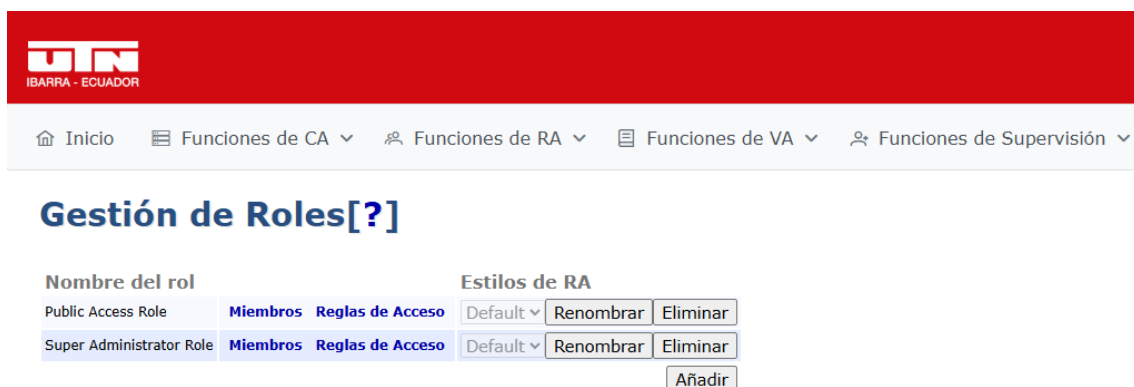 UTN
IBARRA - ECUADOR
Inicio Funciones de CA Funciones de RA Funciones de VA Funciones de Supervisión
Gestión de Roles[?]
Nombre del rol Estilos de RA
Public Access Role Miembros Reglas de Acceso Default Renombrar Eliminar
Super Administrator Role Miembros Reglas de Acceso Default Renombrar Eliminar
Añadir